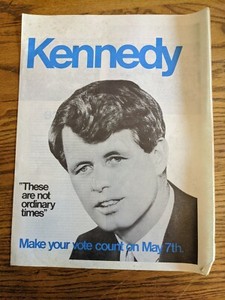 Kennedy
"These
are not
ordinary
times"
Make your vote count on May 7th.